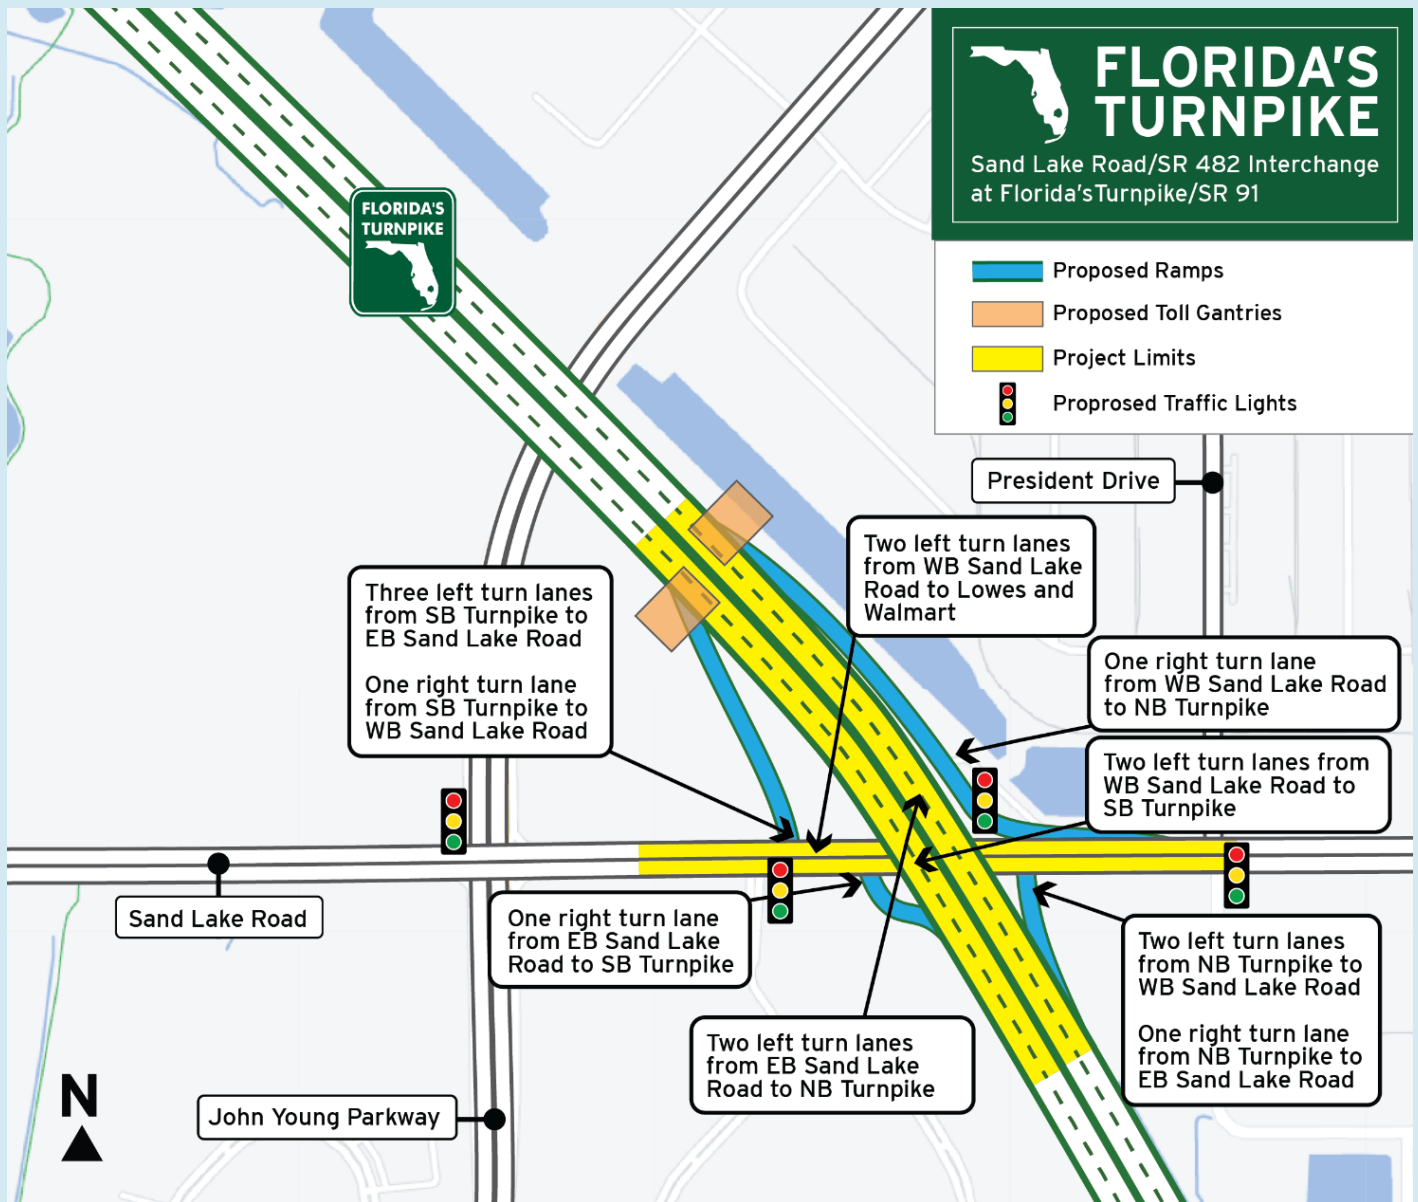 FLORIDA'S
TURNPIKE
Sand Lake Road/SR 482 Interchange
at Florida'sTurnpike/SR 91
Proposed Ramps
Proposed Toll Gantries
Project Limits
Proprosed Traffic Lights
FLORIDA'S
TURNPIKE
President Drive
Two left turn lanes
from WB Sand Lake
Road to Lowes and
Walmart
Three left turn lanes
from SB Turnpike to
EB Sand Lake Road
One right turn lane
from SB Turnpike to
WB Sand Lake Road
One right turn lane
from WB Sand Lake Road
to NB Turnpike
Two left turn lanes from
WB Sand Lake Road to
SB Turnpike
Sand Lake Road
One right turn lane
from EB Sand Lake
Road to SB Turnpike
Two left turn lanes
from NB Turnpike to
WB Sand Lake Road
One right turn lane
from NB Turnpike to
EB Sand Lake Road
Two left turn lanes
from EB Sand Lake
Road to NB Turnpike
N
John Young Parkway